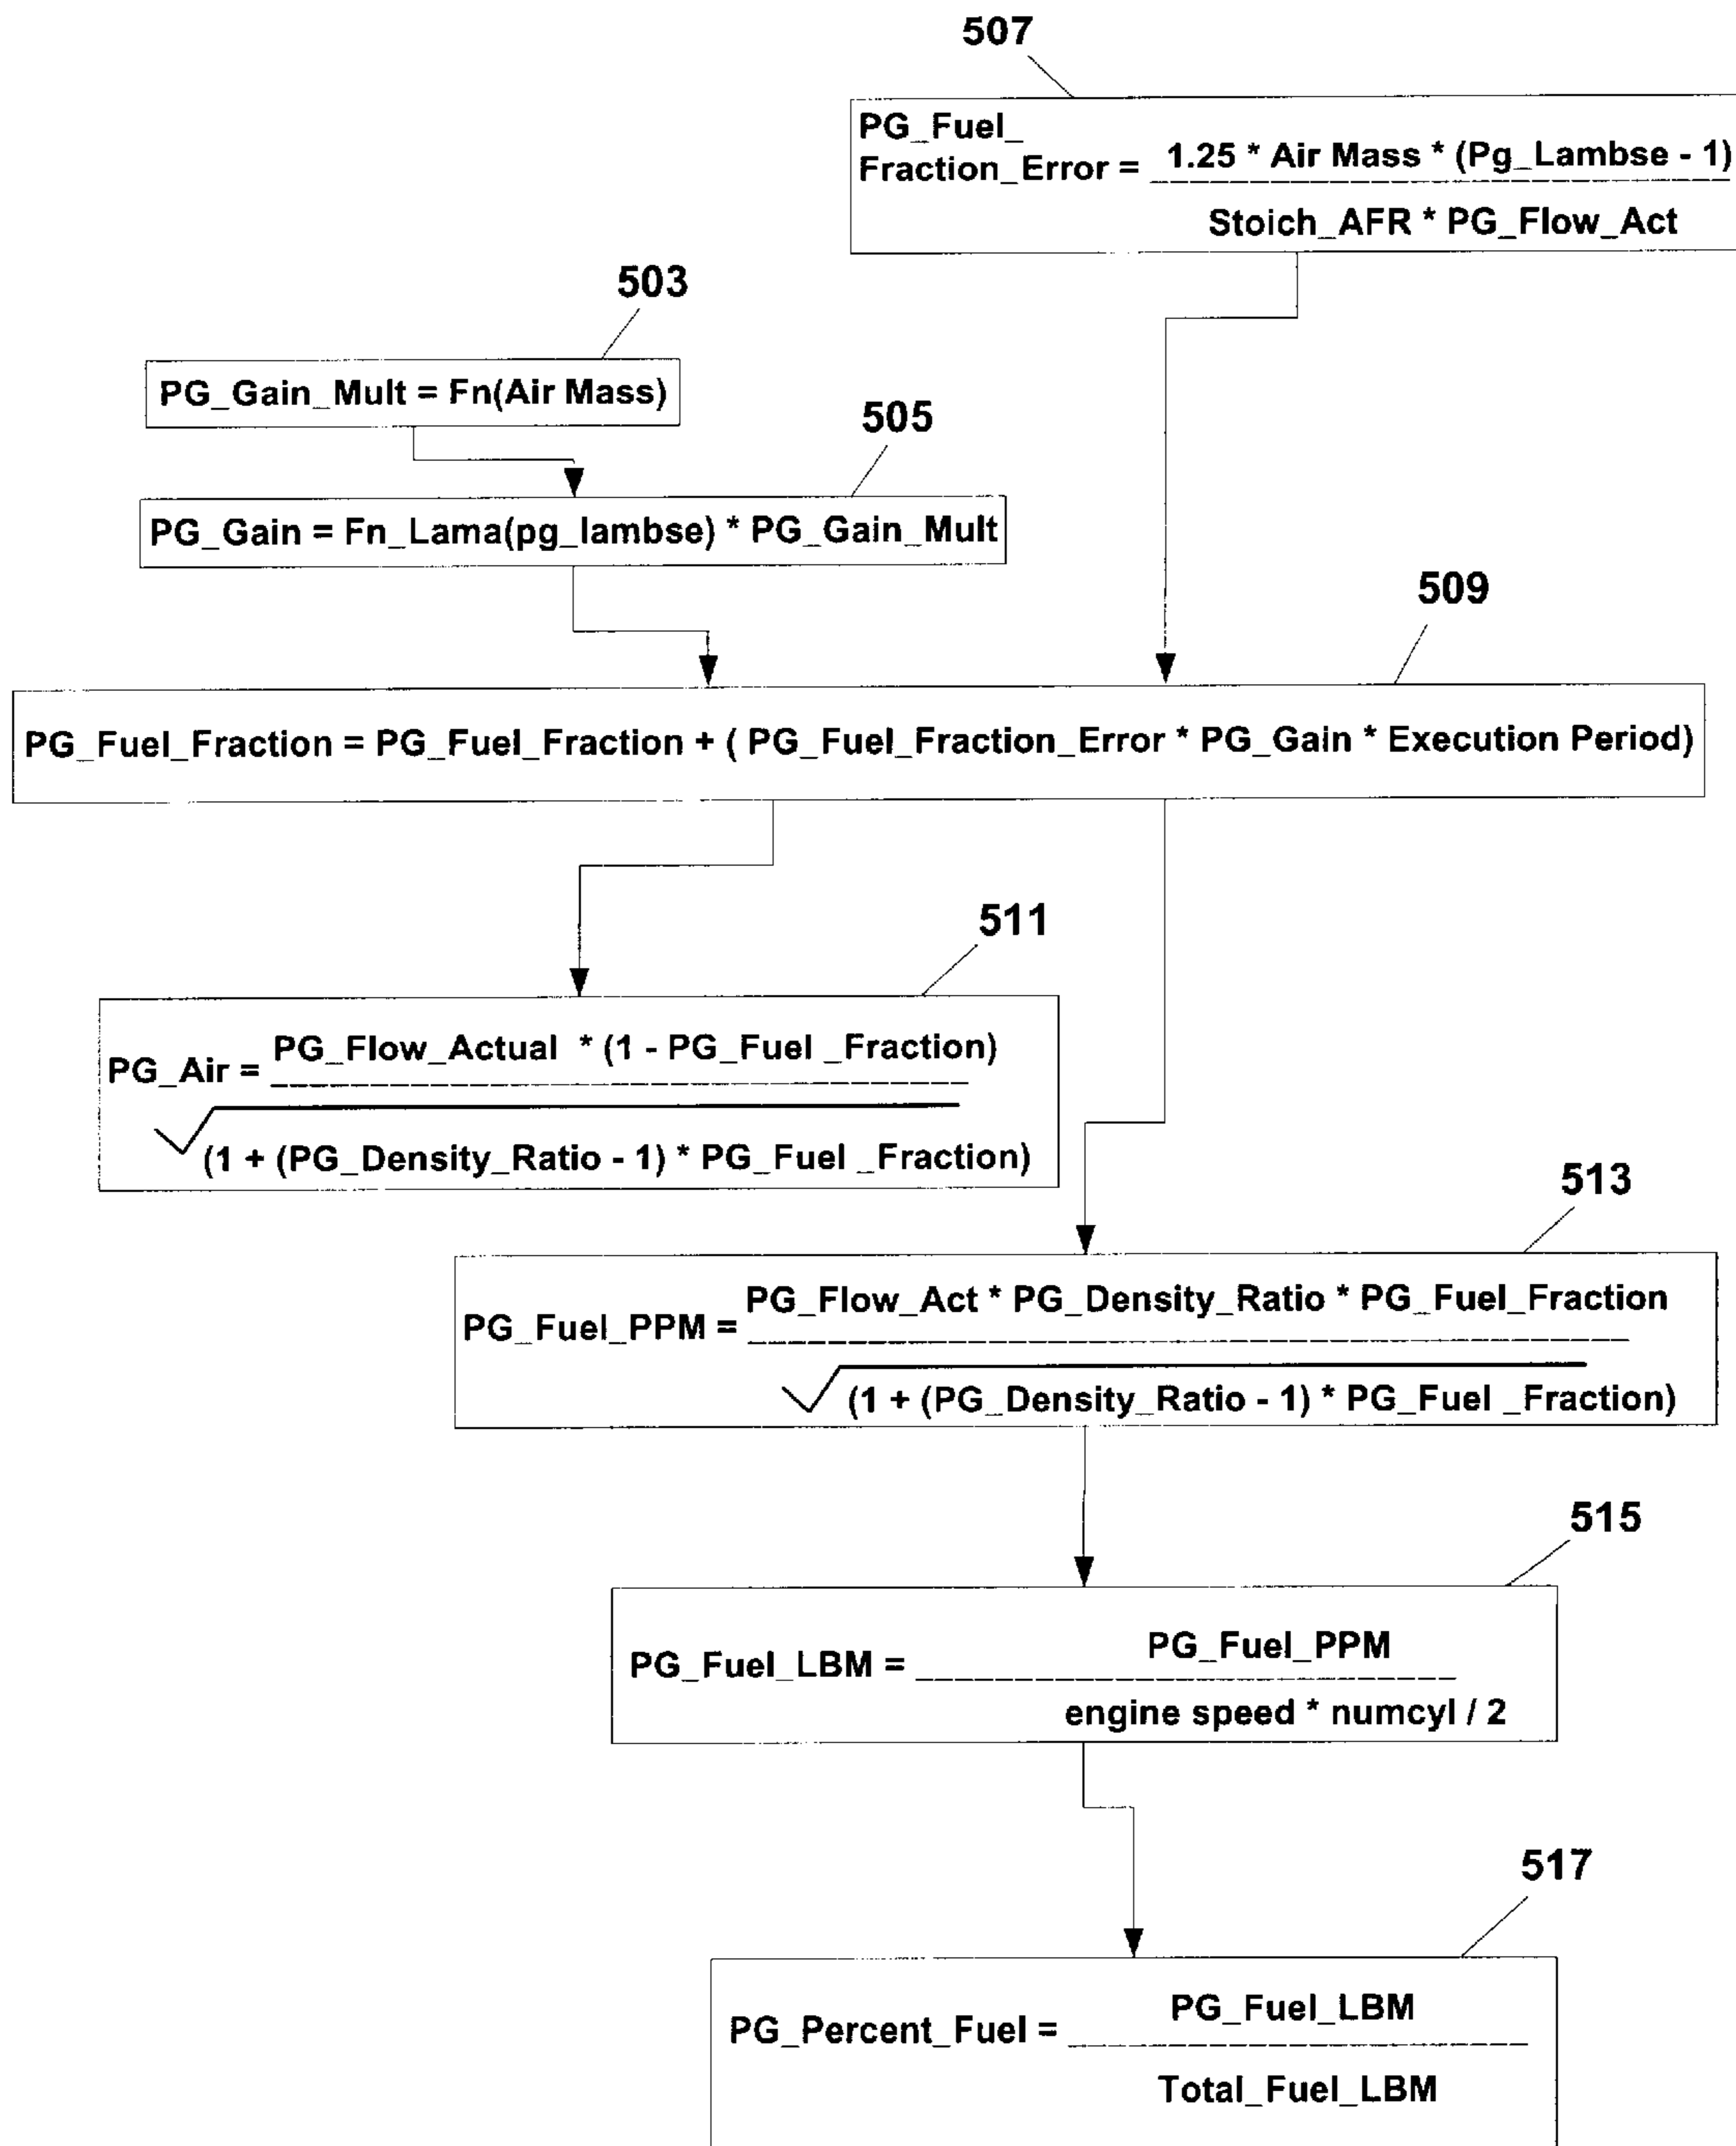 507
PG_Fuel_
Fraction_Error = 1.25 * Air Mass * (Pg_Lambse - 1)
Stoich_AFR * PG_Flow_Act
503
PG_Gain_Mult = Fn(Air Mass)
505
PG_Gain = Fn_Lama(pg_lambse) * PG_Gain_Mult
509
PG_Fuel_Fraction = PG_Fuel_Fraction + ( PG_Fuel_Fraction_Error * PG_Gain * Execution Period)
511
PG_Air = PG_Flow_Actual * (1 - PG_Fuel _Fraction)
√(1 + (PG_Density_Ratio - 1) * PG_Fuel _Fraction)
513
PG_Fuel_PPM = PG_Flow_Act * PG_Density_Ratio * PG_Fuel_Fraction
√(1 + (PG_Density_Ratio - 1) * PG_Fuel _Fraction)
515
PG_Fuel_LBM = PG_Fuel_PPM
engine speed * numcyl / 2
517
PG_Percent_Fuel = PG_Fuel_LBM
Total_Fuel_LBM